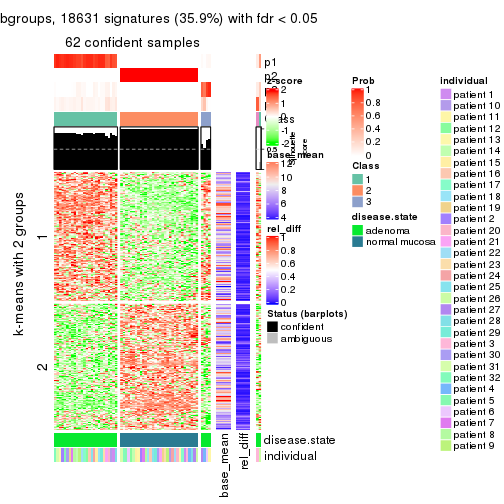 bgroups, 18631 signatures (35.9%) with fdr < 0.05
62 confident samples
p1
p2
z-score
2
1
0
-1
-2
base_mean
12
10
8
6
4
rel_diff
1
0.8
0.6
0.4
0.2
0
Status (barplots)
confident
ambiguous
Prob
1
0.8
0.6
0.4
0.2
0
Class
1
2
3
disease.state
adenoma
normal mucosa
individual
patient 1
patient 10
patient 11
patient 12
patient 13
patient 14
patient 15
patient 16
patient 17
patient 18
patient 19
patient 2
patient 20
patient 21
patient 22
patient 23
patient 24
patient 25
patient 26
patient 27
patient 28
patient 29
patient 3
patient 30
patient 31
patient 32
patient 4
patient 5
patient 6
patient 7
patient 8
patient 9
k-means with 2 groups
1
2
disease.state
individual
base_mean
rel_diff